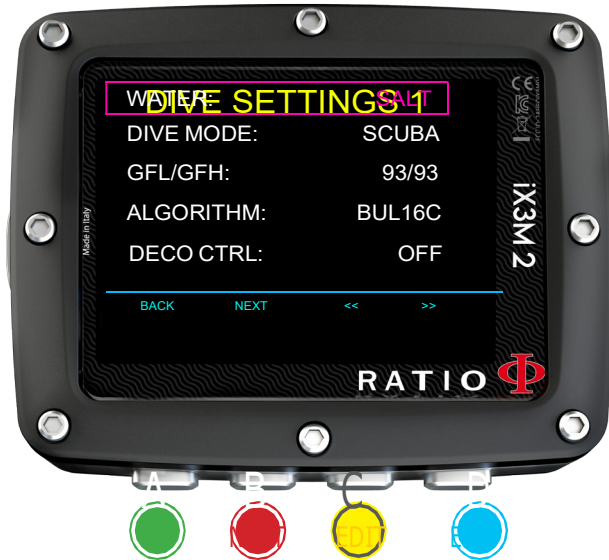 DIVE SETTINGS 1
WATER: SALT
DIVE MODE: SCUBA
GFL/GFH: 93/93
ALGORITHM: BUL16C
DECO CTRL: OFF
BACK NEXT << >>
Made in Italy
iX3M 2
RATIO
A B C D
EDIT